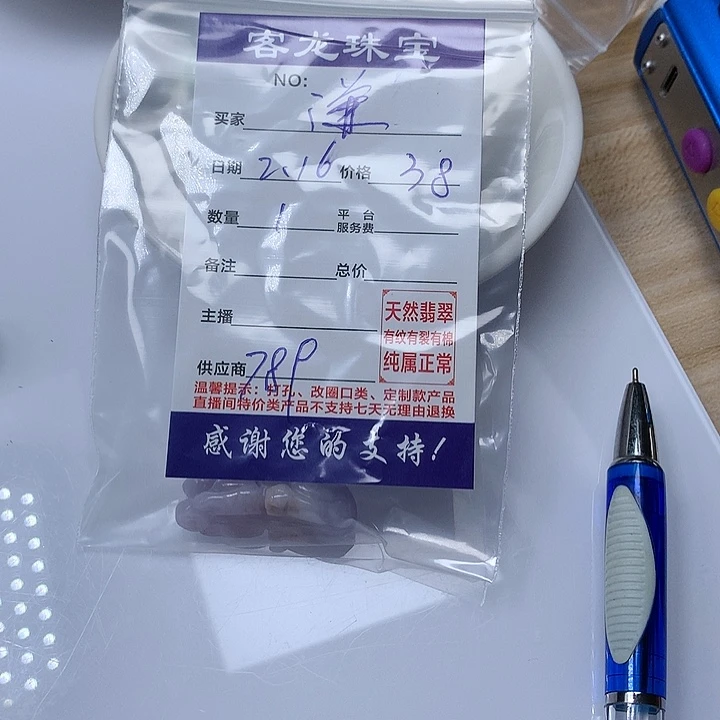 客龙珠宝
NO:
买家 谦
日期 2.16 价格 38
数量 1 平台服务费
备注 总价
主播
天然翡翠
有纹有裂有棉
纯属正常
供应商 789
温馨提示：打孔、改圈口类、定制款产品
直播间特价类产品不支持七天无理由退换
感谢您的支持！